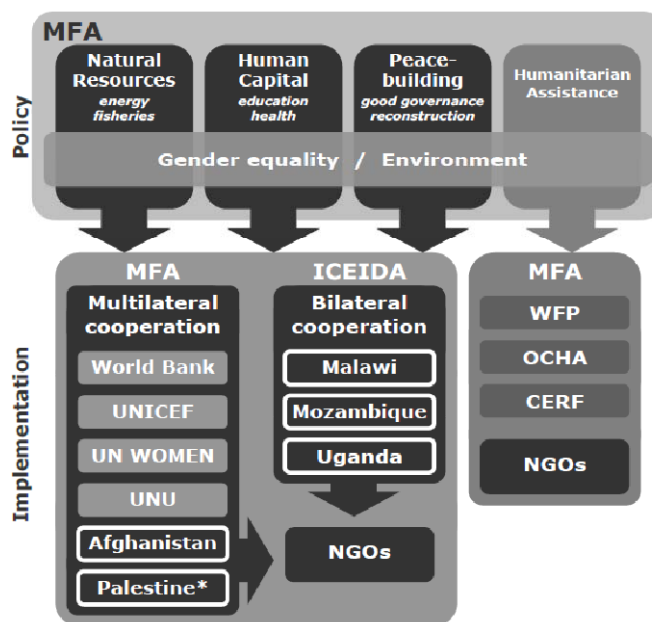 MFA
Policy
Natural
Resources
energy
fisheries
Human
Capital
education
health
Peace-
building
good governance
reconstruction
Humanitarian
Assistance
Gender equality / Environment
Implementation
MFA
Multilateral
cooperation
World Bank
UNICEF
UN WOMEN
UNU
Afghanistan
Palestine*
ICEIDA
Bilateral
cooperation
Malawi
Mozambique
Uganda
NGOs
MFA
WFP
OCHA
CERF
NGOs